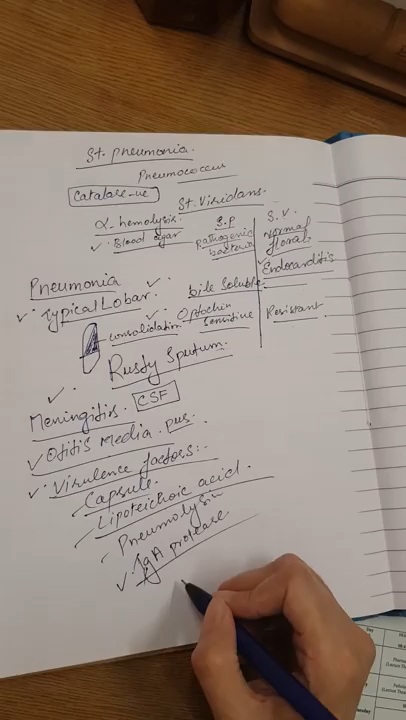 St. pneumonia.
Pneumococcus
Catalase -ve
St. Viridans.
α. hemolysis.
✓ Blood agar
S.P
Pathogenic
bacteria
S. V.
normal
floral
Endocarditis
Pneumonia
✓ Typical Lobar.
bile Soluble
consolidation
✓ Optochin
sensitive
Resistant
Rusty Sputum.
Meningitis. CSF
✓ Otitis Media. pus.
✓ Virulence factors:-
Capsule.
Lipoteichoic acid.
Pneumolysin
✓ IgA protease
Day